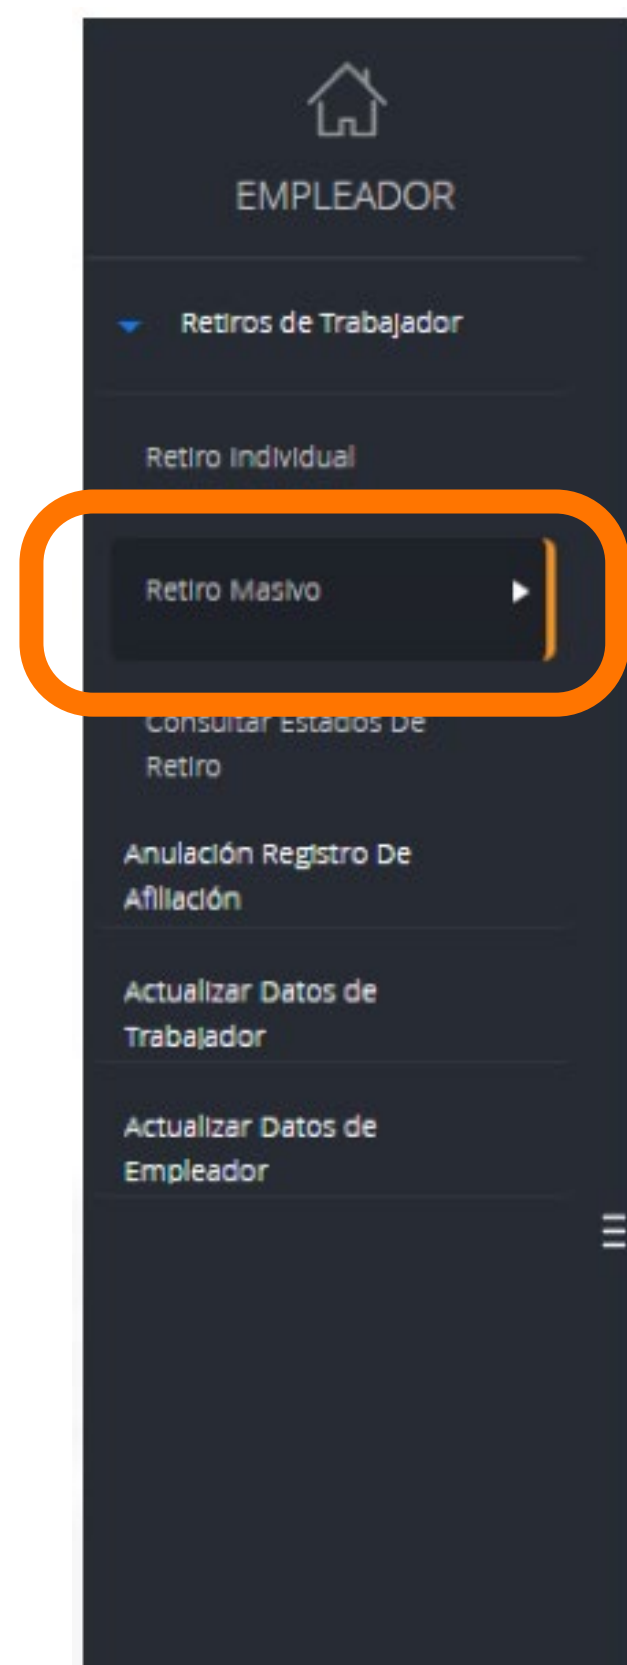 EMPLEADOR
Retiros de Trabajador
Retiro Individual
Retiro Masivo
Consultar Estados De
Retiro
Anulación Registro De
Afiliación
Actualizar Datos de
Trabajador
Actualizar Datos de
Empleador